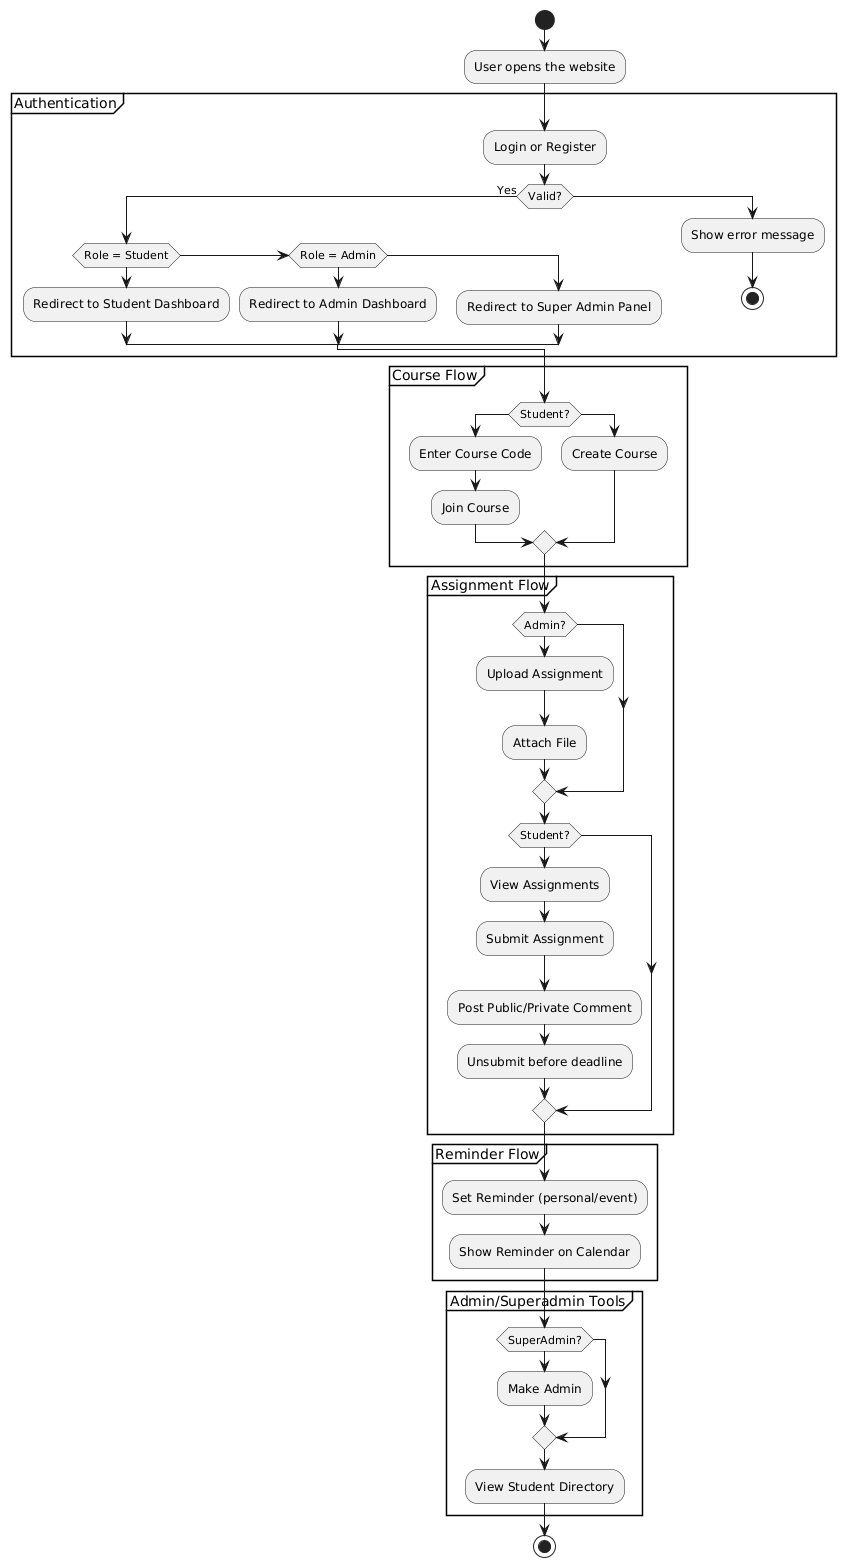 User opens the website
Authentication
Login or Register
Yes
Valid?
Show error message
Role = Student
Role = Admin
Redirect to Student Dashboard
Redirect to Admin Dashboard
Redirect to Super Admin Panel
Course Flow
Student?
Enter Course Code
Create Course
Join Course
Assignment Flow
Admin?
Upload Assignment
Attach File
Student?
View Assignments
Submit Assignment
Post Public/Private Comment
Unsubmit before deadline
Reminder Flow
Set Reminder (personal/event)
Show Reminder on Calendar
Admin/Superadmin Tools
SuperAdmin?
Make Admin
View Student Directory